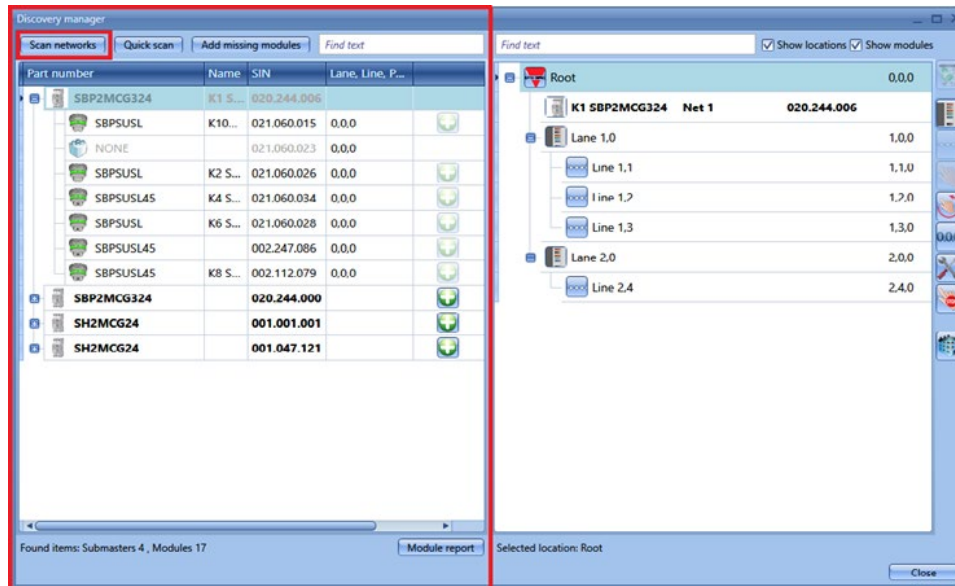 Discovery manager
Scan networks Quick scan Add missing modules Find text
Part number Name SIN Lane, Line, P...
SBP2MCG324 K1 S... 020.244.006
SBPSUSL K10... 021.060.015 0,0,0
NONE 021.060.023 0,0,0
SBPSUSL K2 S... 021.060.026 0,0,0
SBPSUSL45 K4 S... 021.060.034 0,0,0
SBPSUSL K6 S... 021.060.028 0,0,0
SBPSUSL45 002.247.086 0,0,0
SBPSUSL45 K8 S... 002.112.079 0,0,0
SBP2MCG324 020.244.000
SH2MCG24 001.001.001
SH2MCG24 001.047.121
Found items: Submasters 4 , Modules 17 Module report
Find text Show locations Show modules
Root 0,0,0
K1 SBP2MCG324 Net 1 020.244.006
Lane 1,0 1,0,0
Line 1,1 1,1,0
Line 1,2 1,2,0
Line 1,3 1,3,0
Lane 2,0 2,0,0
Line 2,4 2,4,0
Selected location: Root
Close